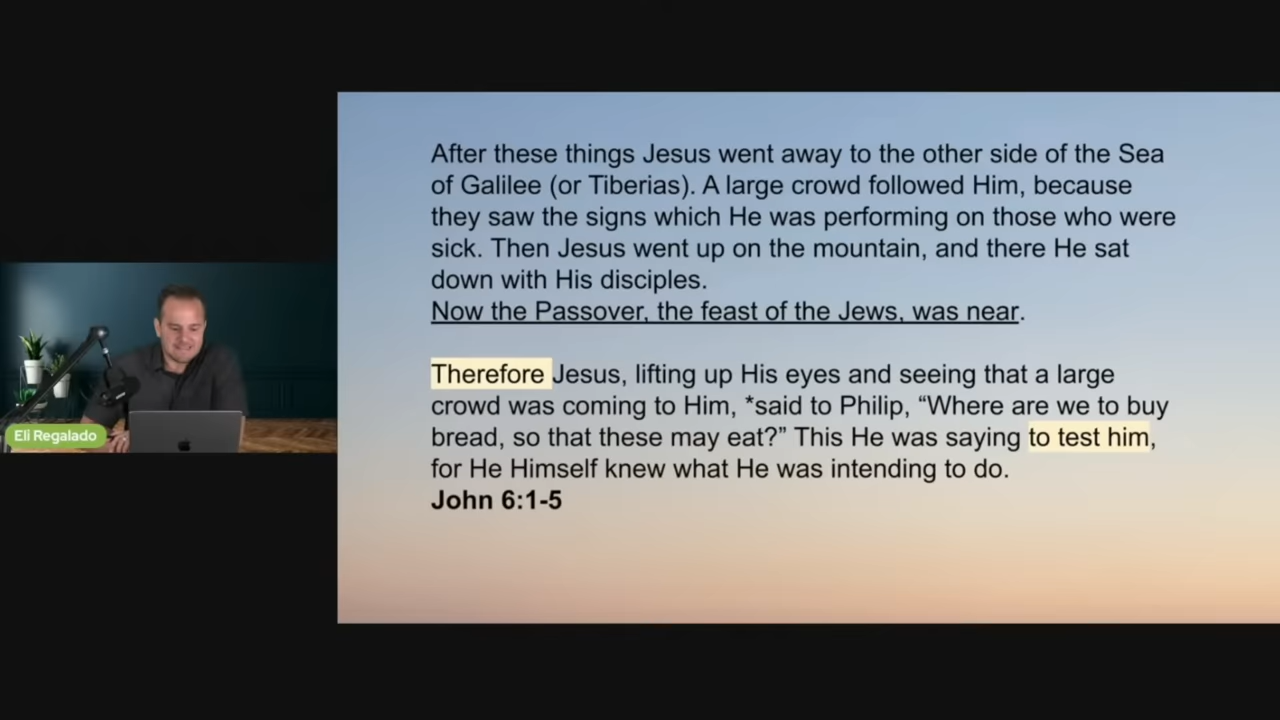 After these things Jesus went away to the other side of the Sea
of Galilee (or Tiberias). A large crowd followed Him, because
they saw the signs which He was performing on those who were
sick. Then Jesus went up on the mountain, and there He sat
down with His disciples.
Now the Passover, the feast of the Jews, was near.
Therefore Jesus, lifting up His eyes and seeing that a large
crowd was coming to Him, *said to Philip, “Where are we to buy
bread, so that these may eat?” This He was saying to test him,
for He Himself knew what He was intending to do.
John 6:1-5
Eli Regalado